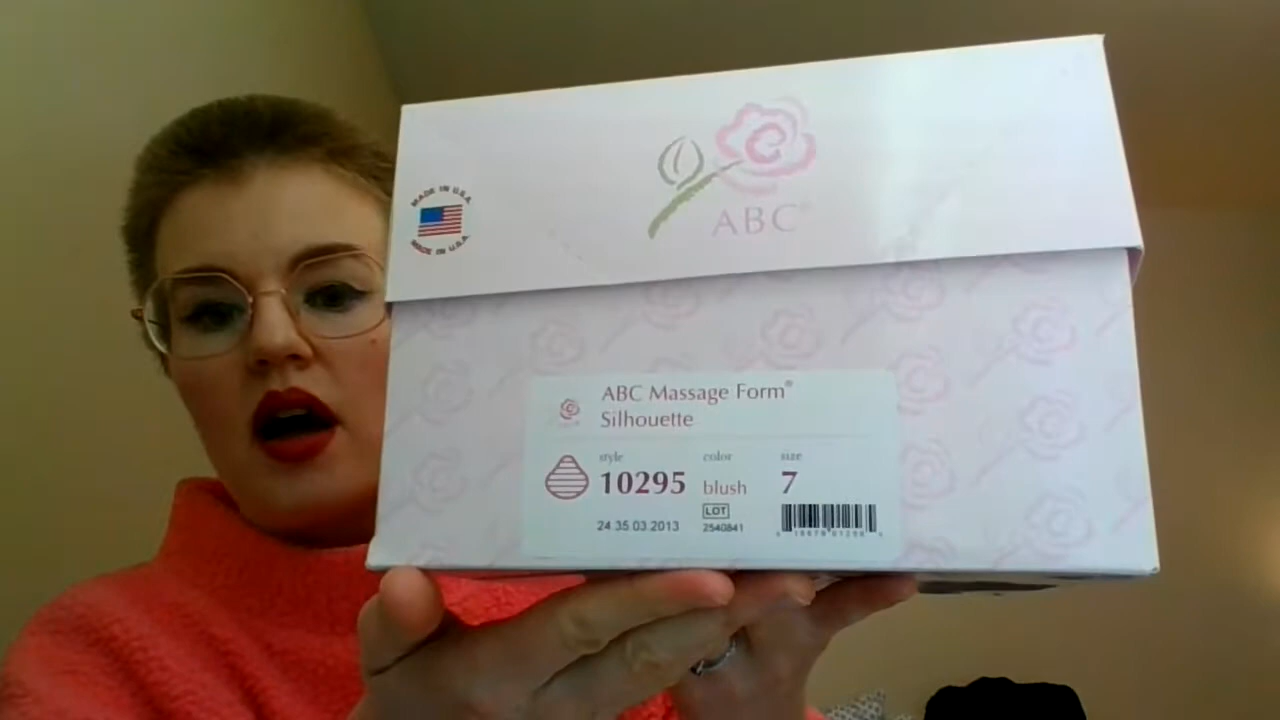 MADE IN U.S.A.
MADE IN U.S.A.
ABC®
ABC Massage Form®
Silhouette
style color size
10295 blush 7
LOT
24 35 03 2013 2540841